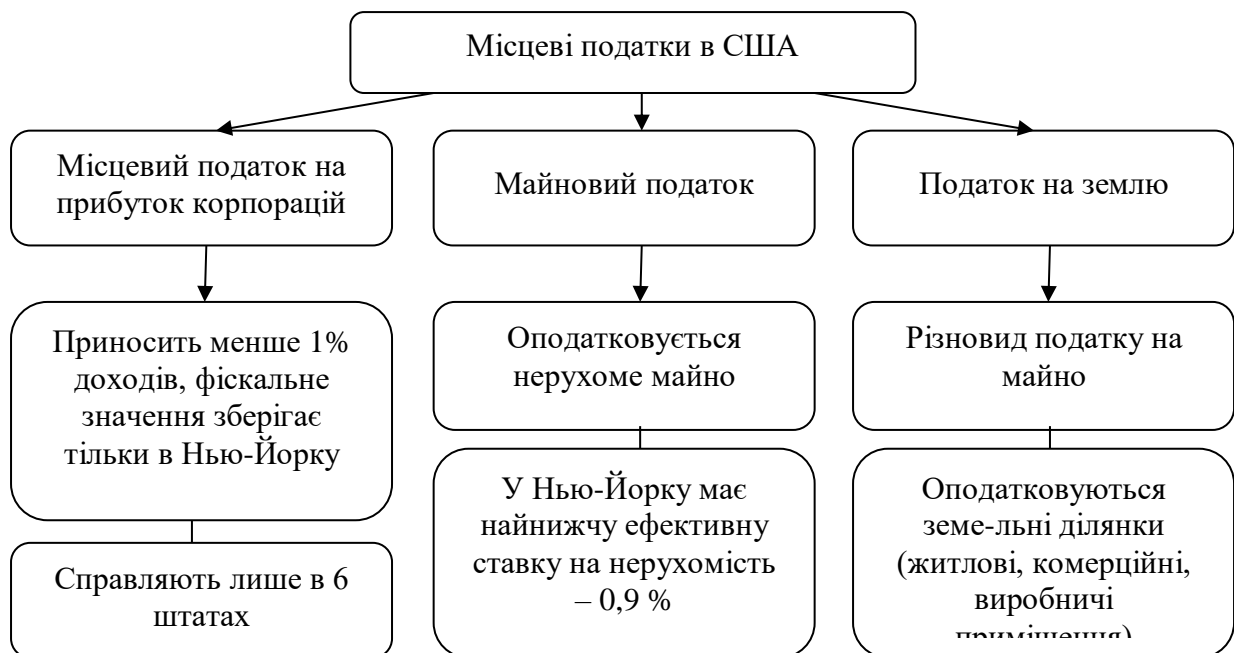 Місцеві податки в США
Місцевий податок на
прибуток корпорацій
Майновий податок
Податок на землю
Приносить менше 1%
доходів, фіскальне
значення зберігає
тільки в Нью-Йорку
Оподатковується
нерухоме майно
Різновид податку на
майно
Справляють лише в 6
штатах
У Нью-Йорку має
найнижчу ефективну
ставку на нерухомість
– 0,9 %
Оподатковуються
земе-льні ділянки
(житлові, комерційні,
виробничі
приміщення)